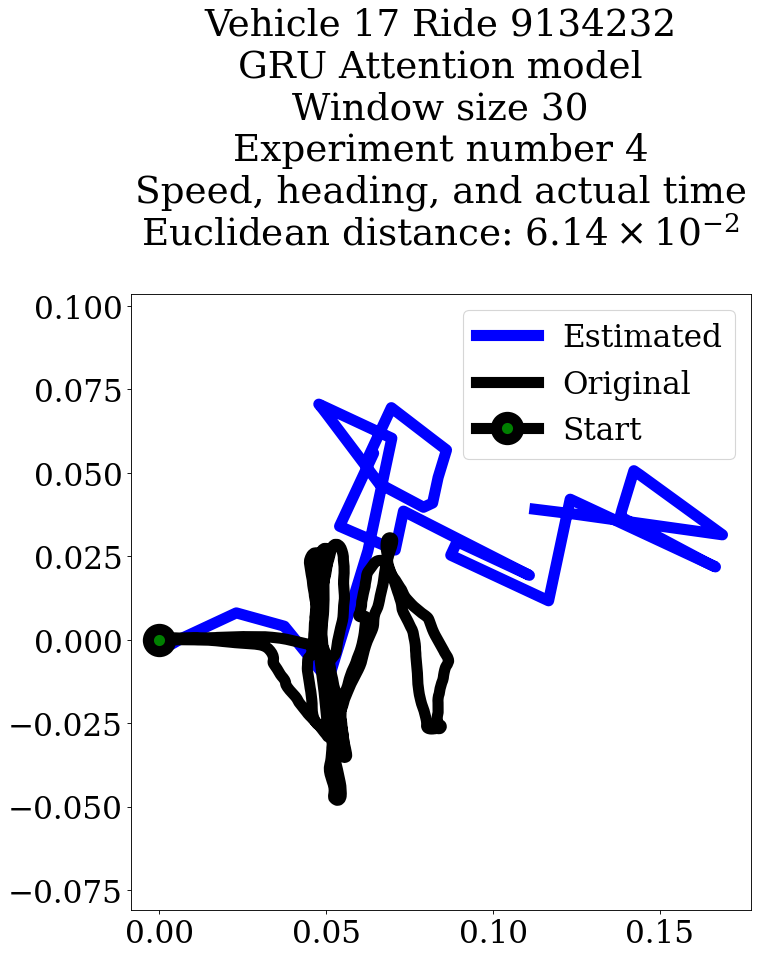 Vehicle 17 Ride 9134232
GRU Attention model
Window size 30
Experiment number 4
Speed, heading, and actual time
Euclidean distance: 6.14 × 10⁻²
Estimated
Original
Start
0.100
0.075
0.050
0.025
0.000
−0.025
−0.050
−0.075
0.00 0.05 0.10 0.15